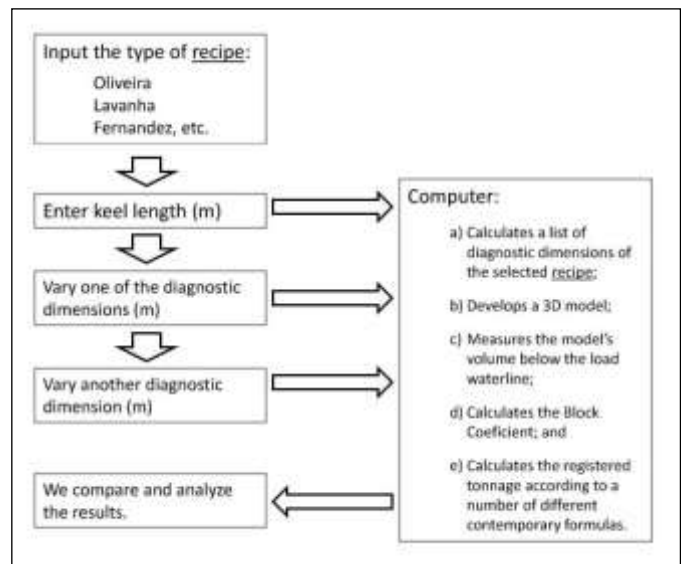 Input the type of recipe:
Oliveira
Lavanha
Fernandez, etc.
Enter keel length (m)
Vary one of the diagnostic
dimensions (m)
Vary another diagnostic
dimension (m)
We compare and analyze
the results.
Computer:
a) Calculates a list of
diagnostic dimensions of
the selected recipe;
b) Develops a 3D model;
c) Measures the model's
volume below the load
waterline;
d) Calculates the Block
Coeficient; and
e) Calculates the registered
tonnage according to a
number of different
contemporary formulas.